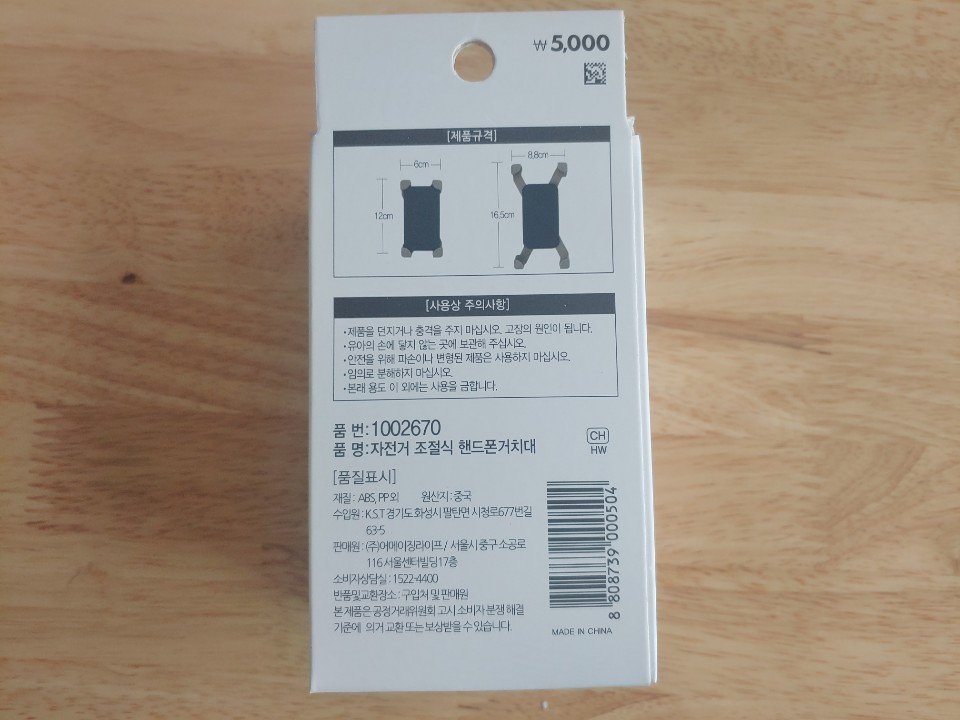 ₩ 5,000
[제품규격]
6cm
8.8cm
12cm
16.5cm
[사용상 주의사항]
•제품을 던지거나 충격을 주지 마십시오. 고장의 원인이 됩니다.
•유아의 손에 닿지 않는 곳에 보관해 주십시오.
•안전을 위해 파손이나 변형된 제품은 사용하지 마십시오.
•임의로 분해하지 마십시오.
•본래 용도 이 외에는 사용을 금합니다.
품 번:1002670
품 명:자전거 조절식 핸드폰거치대
CH
HW
[품질표시]
재질 : ABS, PP 외 원산지 : 중국
수입원 : K.S.T 경기도 화성시 팔탄면 시청로677번길
63-5
판매원 : (주)어메이징라이프 / 서울시 중구 소공로
116 서울센터빌딩17층
소비자상담실 : 1522-4400
반품및교환장소 : 구입처 및 판매원
본 제품은 공정거래위원회 고시 소비자 분쟁 해결
기준에 의거 교환 또는 보상받을 수 있습니다.
8 808739 000504
MADE IN CHINA